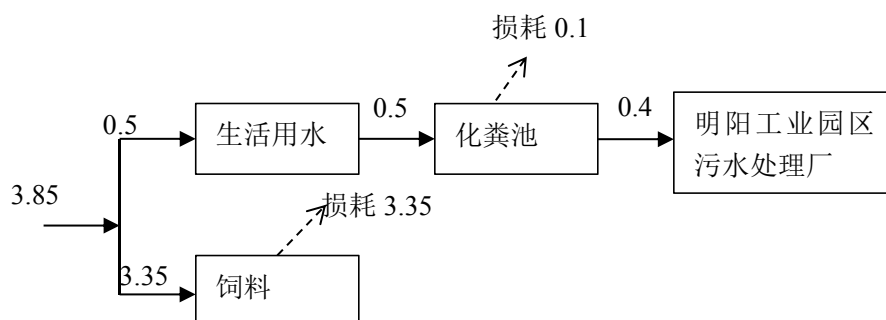 损耗 0.1
0.5
生活用水
0.5
化粪池
0.4
明阳工业园区
污水处理厂
3.85
损耗 3.35
3.35
饲料